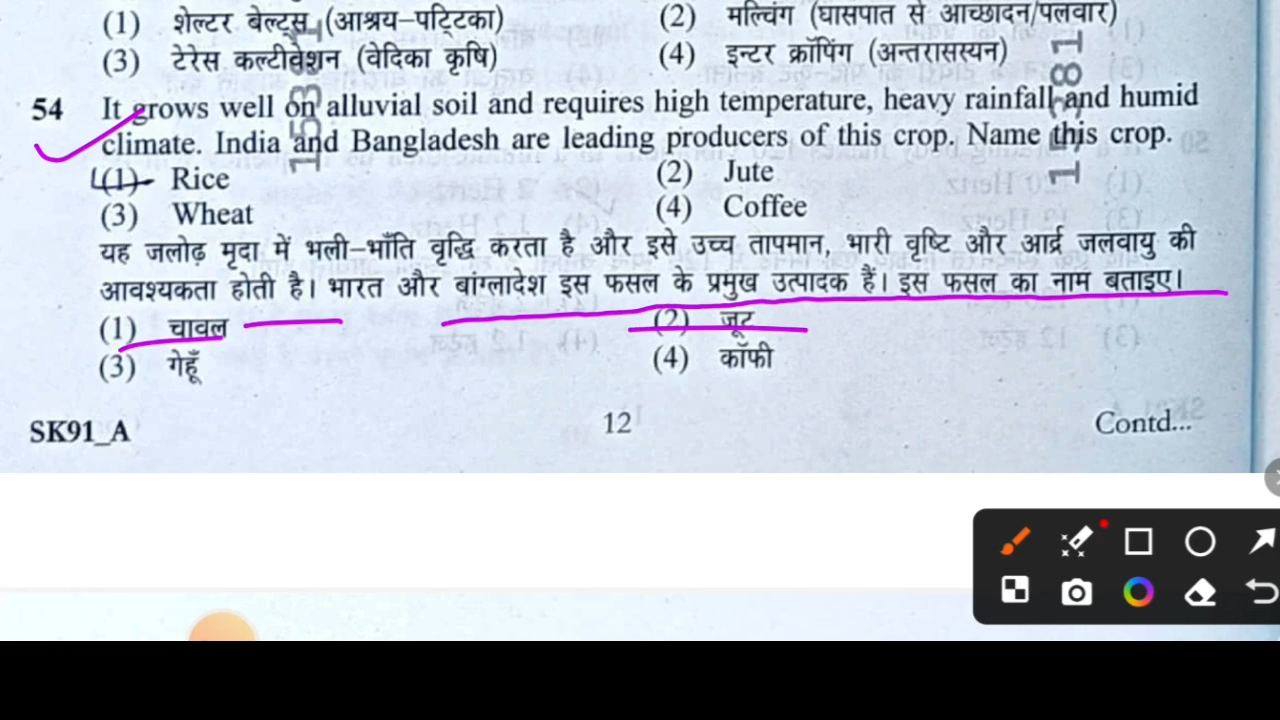 (1) शेल्टर बेल्ट्स (आश्रय-पट्टिका) (2) मल्चिंग (घासपात से आच्छादन/पलवार)
(3) टेरेस कल्टीवेशन (वेदिका कृषि) (4) इन्टर क्रॉपिंग (अन्तरासस्यन)
54 It grows well on alluvial soil and requires high temperature, heavy rainfall and humid
climate. India and Bangladesh are leading producers of this crop. Name this crop.
(1) Rice (2) Jute
(3) Wheat (4) Coffee
यह जलोढ़ मृदा में भली-भाँति वृद्धि करता है और इसे उच्च तापमान, भारी वृष्टि और आर्द्र जलवायु की
आवश्यकता होती है। भारत और बांग्लादेश इस फसल के प्रमुख उत्पादक हैं। इस फसल का नाम बताइए।
(1) चावल (2) जूट
(3) गेहूँ (4) कॉफी
SK91_A 12 Contd...